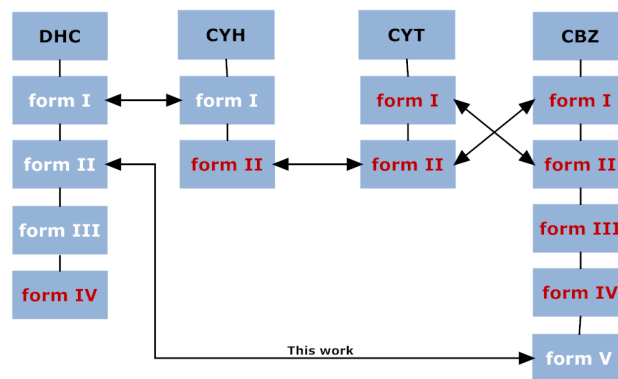 DHC CYH CYT CBZ
form I form I form I form I
form II form II form II form II
form III form III
form IV form IV
This work form V